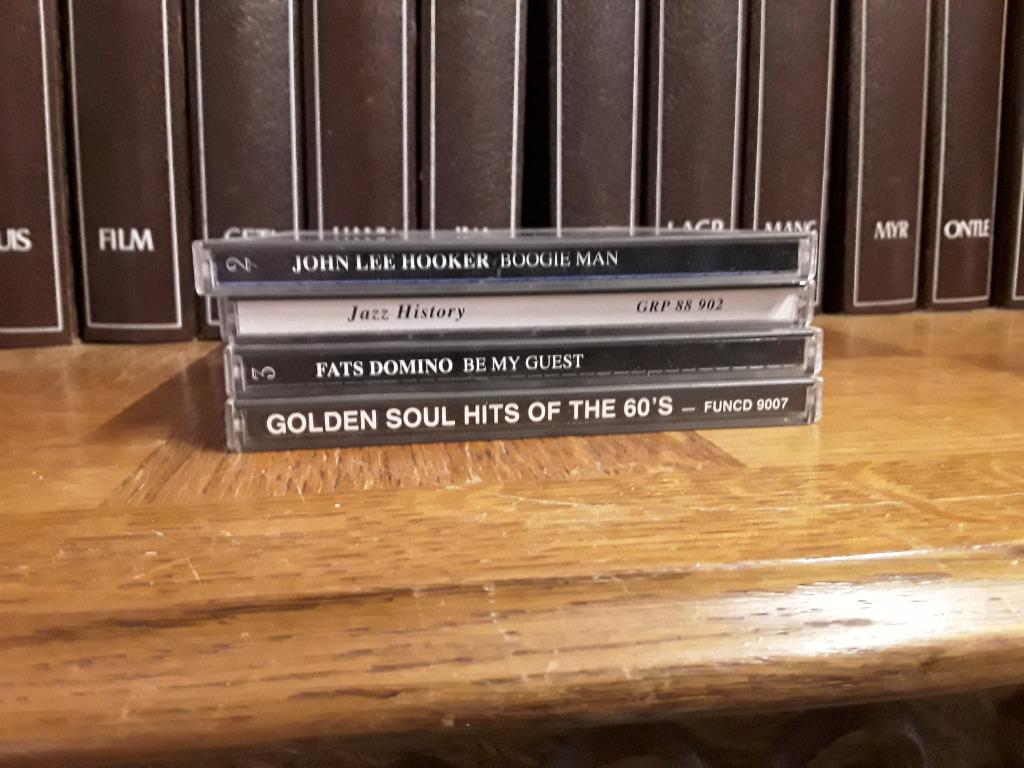 UIS
FILM
MYR
ONTLE
2 JOHN LEE HOOKER BOOGIE MAN
Jazz History GRP 88 902
3 FATS DOMINO BE MY GUEST
GOLDEN SOUL HITS OF THE 60'S — FUNCD 9007